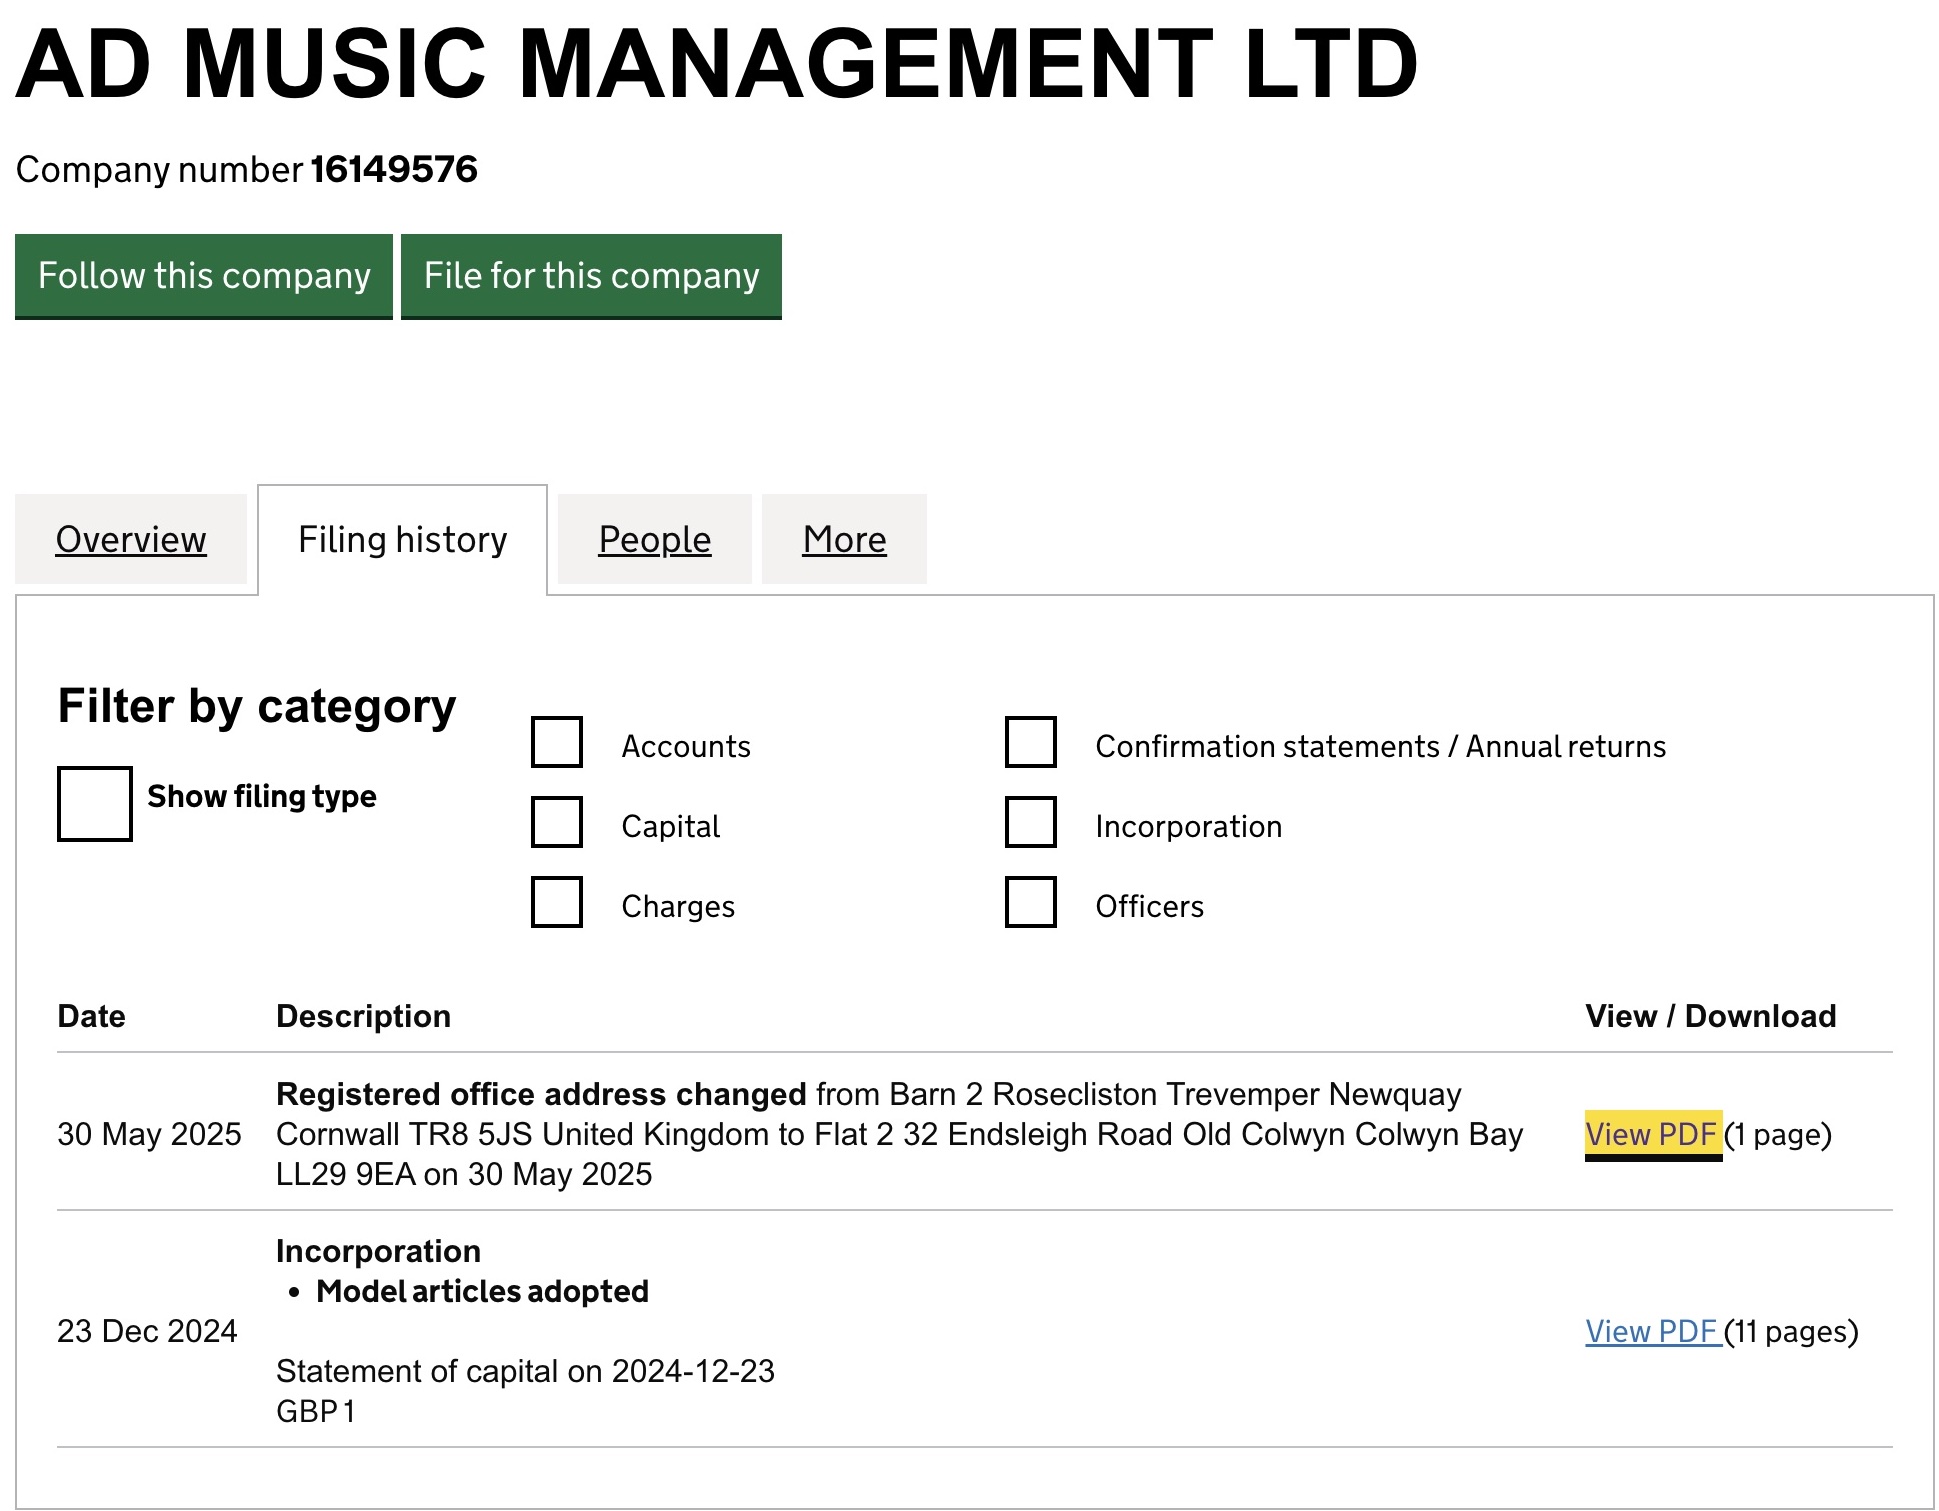 AD MUSIC MANAGEMENT LTD
Company number 16149576
Follow this company
File for this company
Overview
Filing history
People
More
Filter by category
Show filing type
Accounts
Confirmation statements / Annual returns
Capital
Incorporation
Charges
Officers
Date
Description
View / Download
30 May 2025
Registered office address changed from Barn 2 Rosecliston Trevemper Newquay
Cornwall TR8 5JS United Kingdom to Flat 2 32 Endsleigh Road Old Colwyn Colwyn Bay
LL29 9EA on 30 May 2025
View PDF (1 page)
23 Dec 2024
Incorporation
• Model articles adopted
Statement of capital on 2024-12-23
GBP 1
View PDF (11 pages)